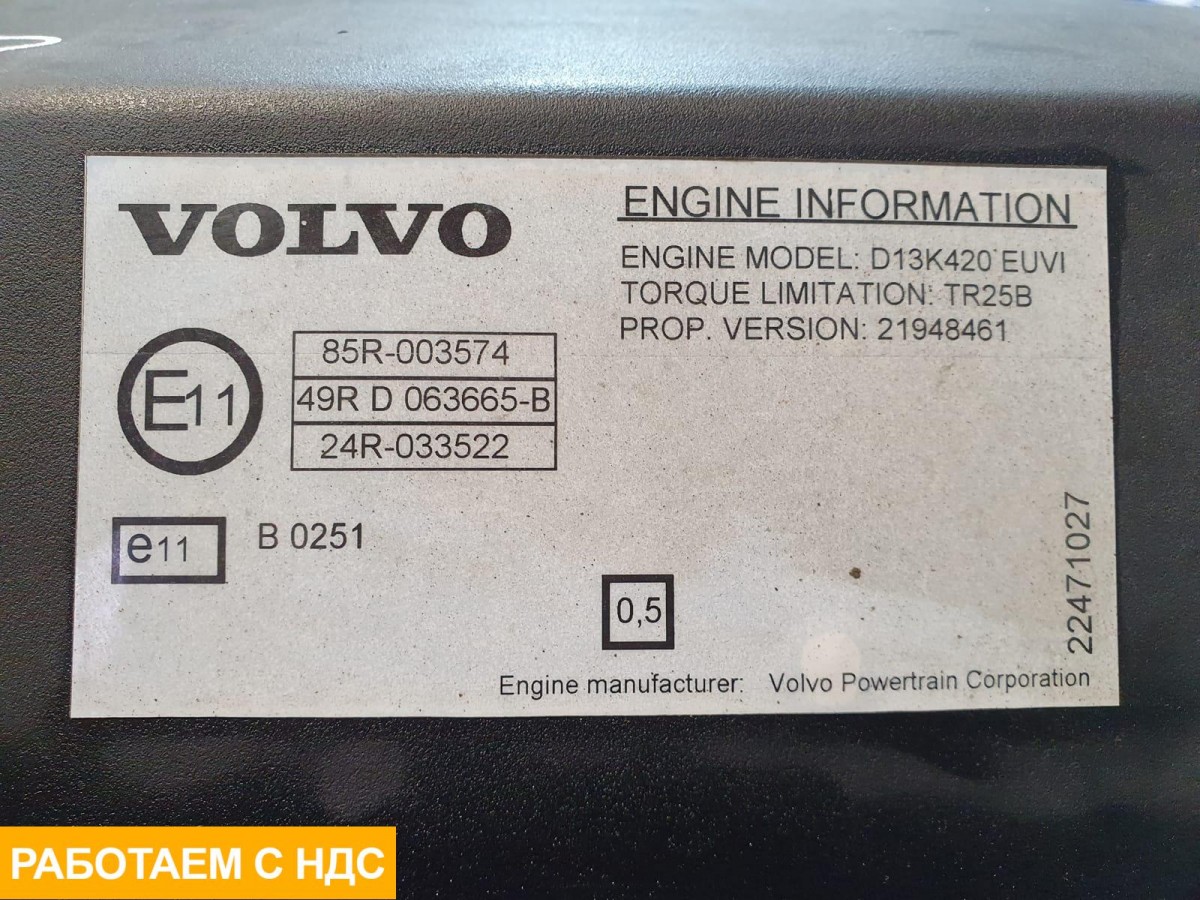 VOLVO
ENGINE INFORMATION
ENGINE MODEL: D13K420 EUVI
TORQUE LIMITATION: TR25B
PROP. VERSION: 21948461
E11
85R-003574
49R D 063665-B
24R-033522
e11
B 0251
0,5
22471027
Engine manufacturer: Volvo Powertrain Corporation
РАБОТАЕМ С НДС